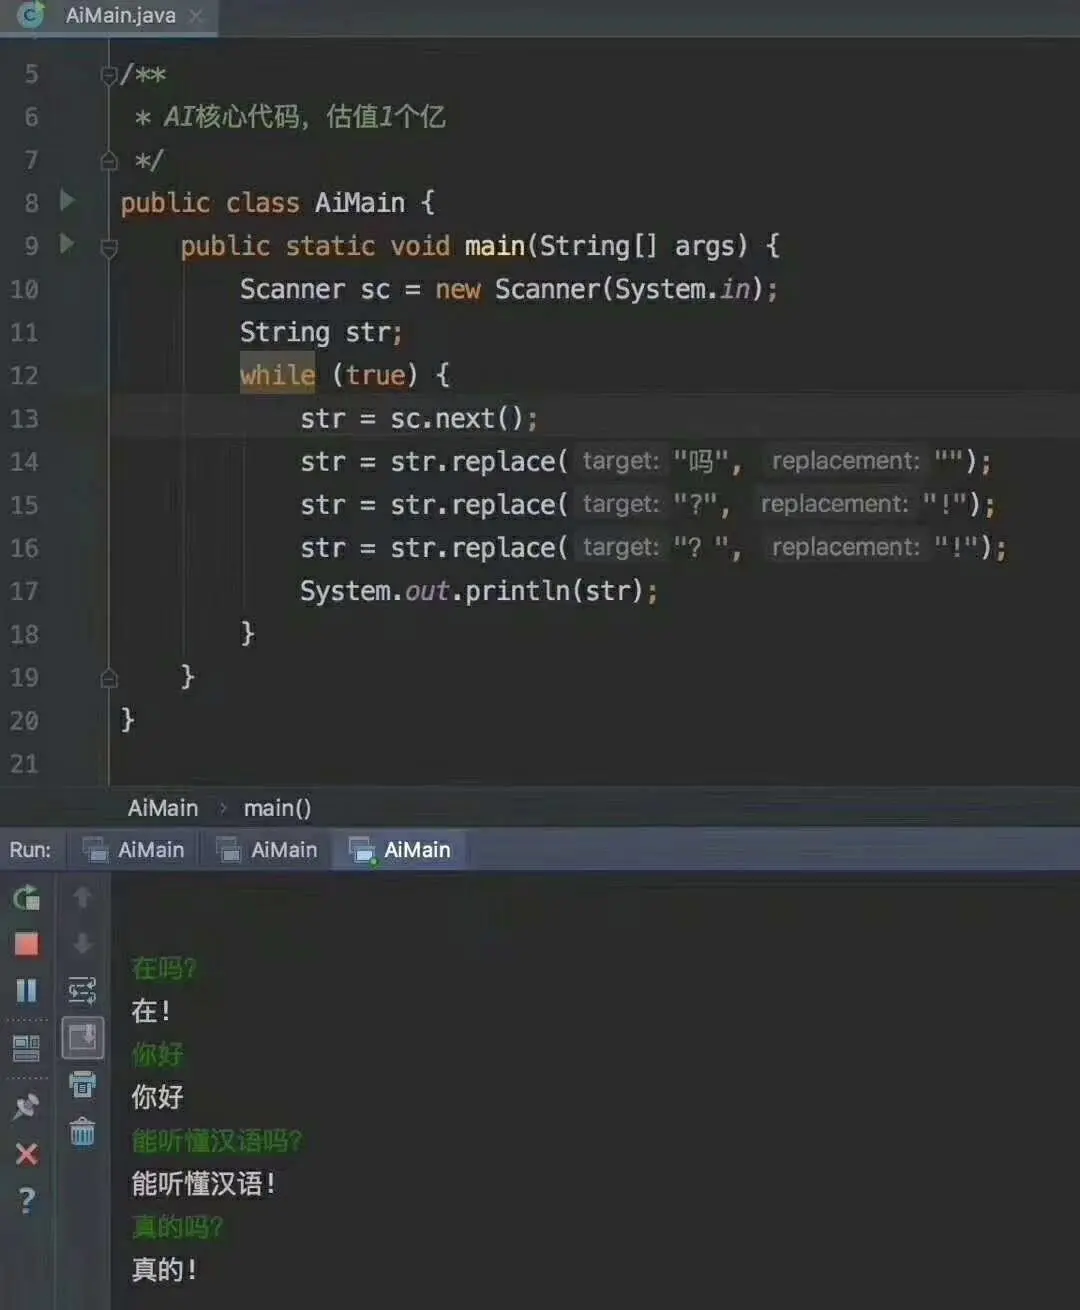 AiMain.java
5 /**
6 * AI核心代码，估值1个亿
7 */
8 public class AiMain {
9 public static void main(String[] args) {
10 Scanner sc = new Scanner(System.in);
11 String str;
12 while (true) {
13 str = sc.next();
14 str = str.replace( target: "吗", replacement: "");
15 str = str.replace( target: "?", replacement: "!");
16 str = str.replace( target: "？", replacement: "!");
17 System.out.println(str);
18 }
19 }
20 }
21
AiMain › main()
Run: AiMain AiMain AiMain
在吗?
在!
你好
你好
能听懂汉语吗?
能听懂汉语!
真的吗?
真的!